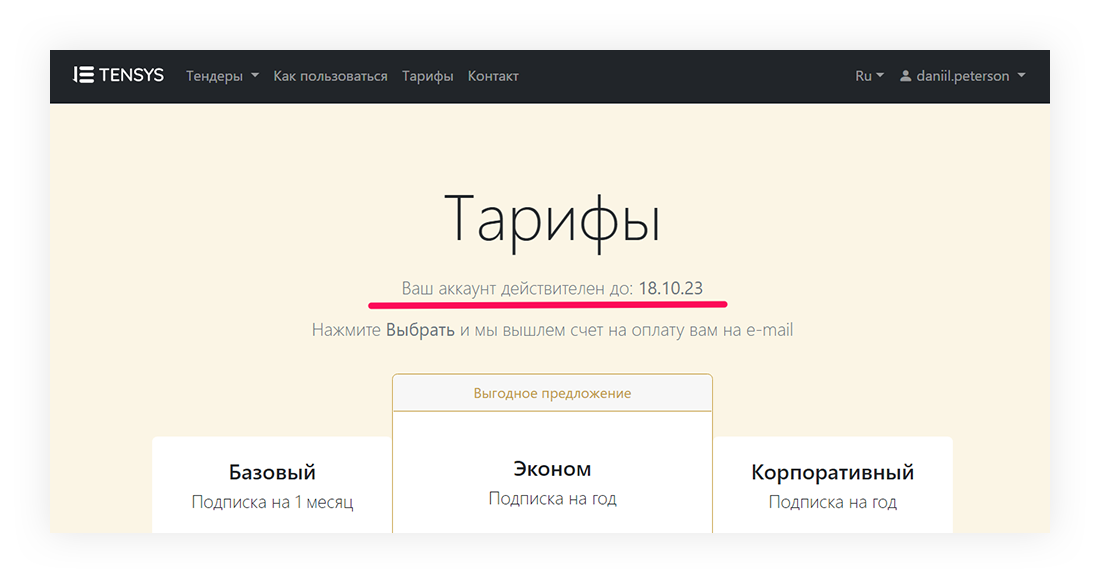 TENSYS Тендеры Как пользоваться Тарифы Контакт Ru daniil.peterson
Тарифы
Ваш аккаунт действителен до: 18.10.23
Нажмите Выбрать и мы вышлем счет на оплату вам на e-mail
Выгодное предложение
Базовый
Подписка на 1 месяц
Эконом
Подписка на год
Корпоративный
Подписка на год